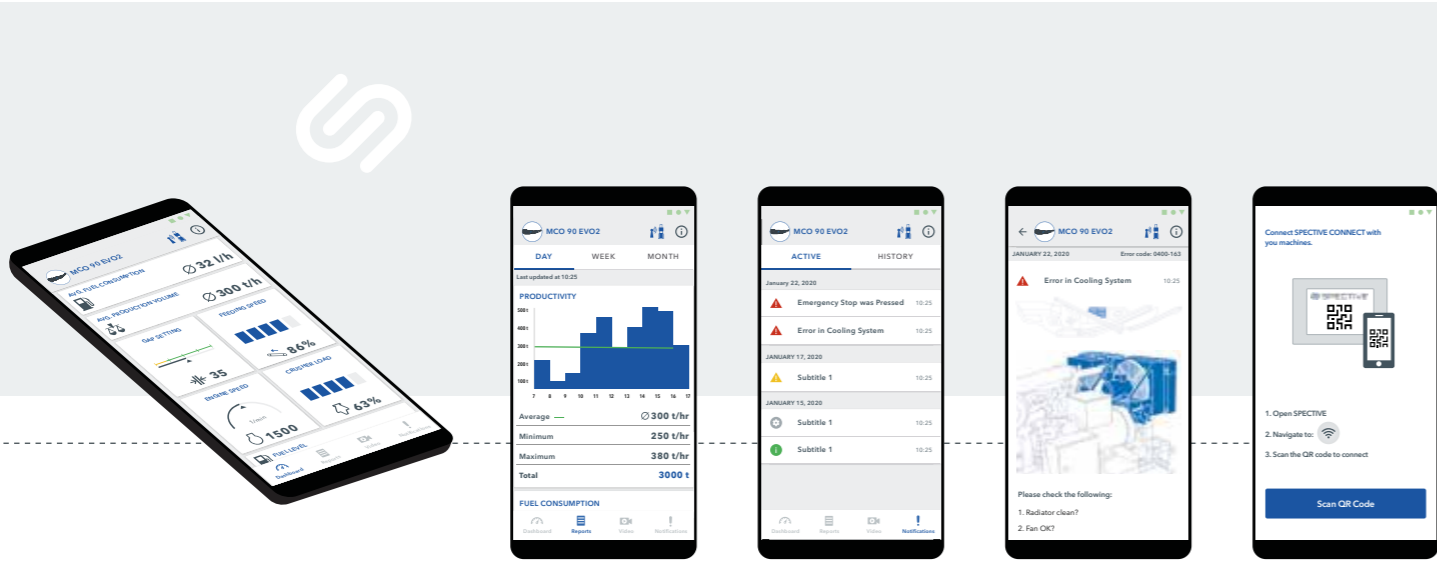 MCO 90 EVO2
AVG. FUEL CONSUMPTION
Ø 32 l/h
AVG. PRODUCTION VOLUME
Ø 300 t/h
GAP SETTING
35
FEEDING SPEED
86%
ENGINE SPEED
1/min
1500
CRUSHER LOAD
63%
FUEL LEVEL
Dashboard
Reports
Video
Notifications
MCO 90 EVO2
DAY WEEK MONTH
Last updated at 10:25
PRODUCTIVITY
500t
400t
300t
200t
100t
7 8 9 10 11 12 13 14 15 16 17
Average — Ø 300 t/hr
Minimum 250 t/hr
Maximum 380 t/hr
Total 3000 t
FUEL CONSUMPTION
Dashboard Reports Video Notifications
MCO 90 EVO2
ACTIVE HISTORY
January 22, 2020
Emergency Stop was Pressed 10:25
Error in Cooling System 10:25
JANUARY 17, 2020
Subtitle 1 10:25
JANUARY 15, 2020
Subtitle 1 10:25
Subtitle 1 10:25
Dashboard Reports Video Notifications
MCO 90 EVO2
JANUARY 22, 2020 Error code: 0400-163
Error in Cooling System 10:25
Please check the following:
1. Radiator clean?
2. Fan OK?
Connect SPECTIVE CONNECT with
you machines.
SPECTIVE
1. Open SPECTIVE
2. Navigate to:
3. Scan the QR code to connect
Scan QR Code